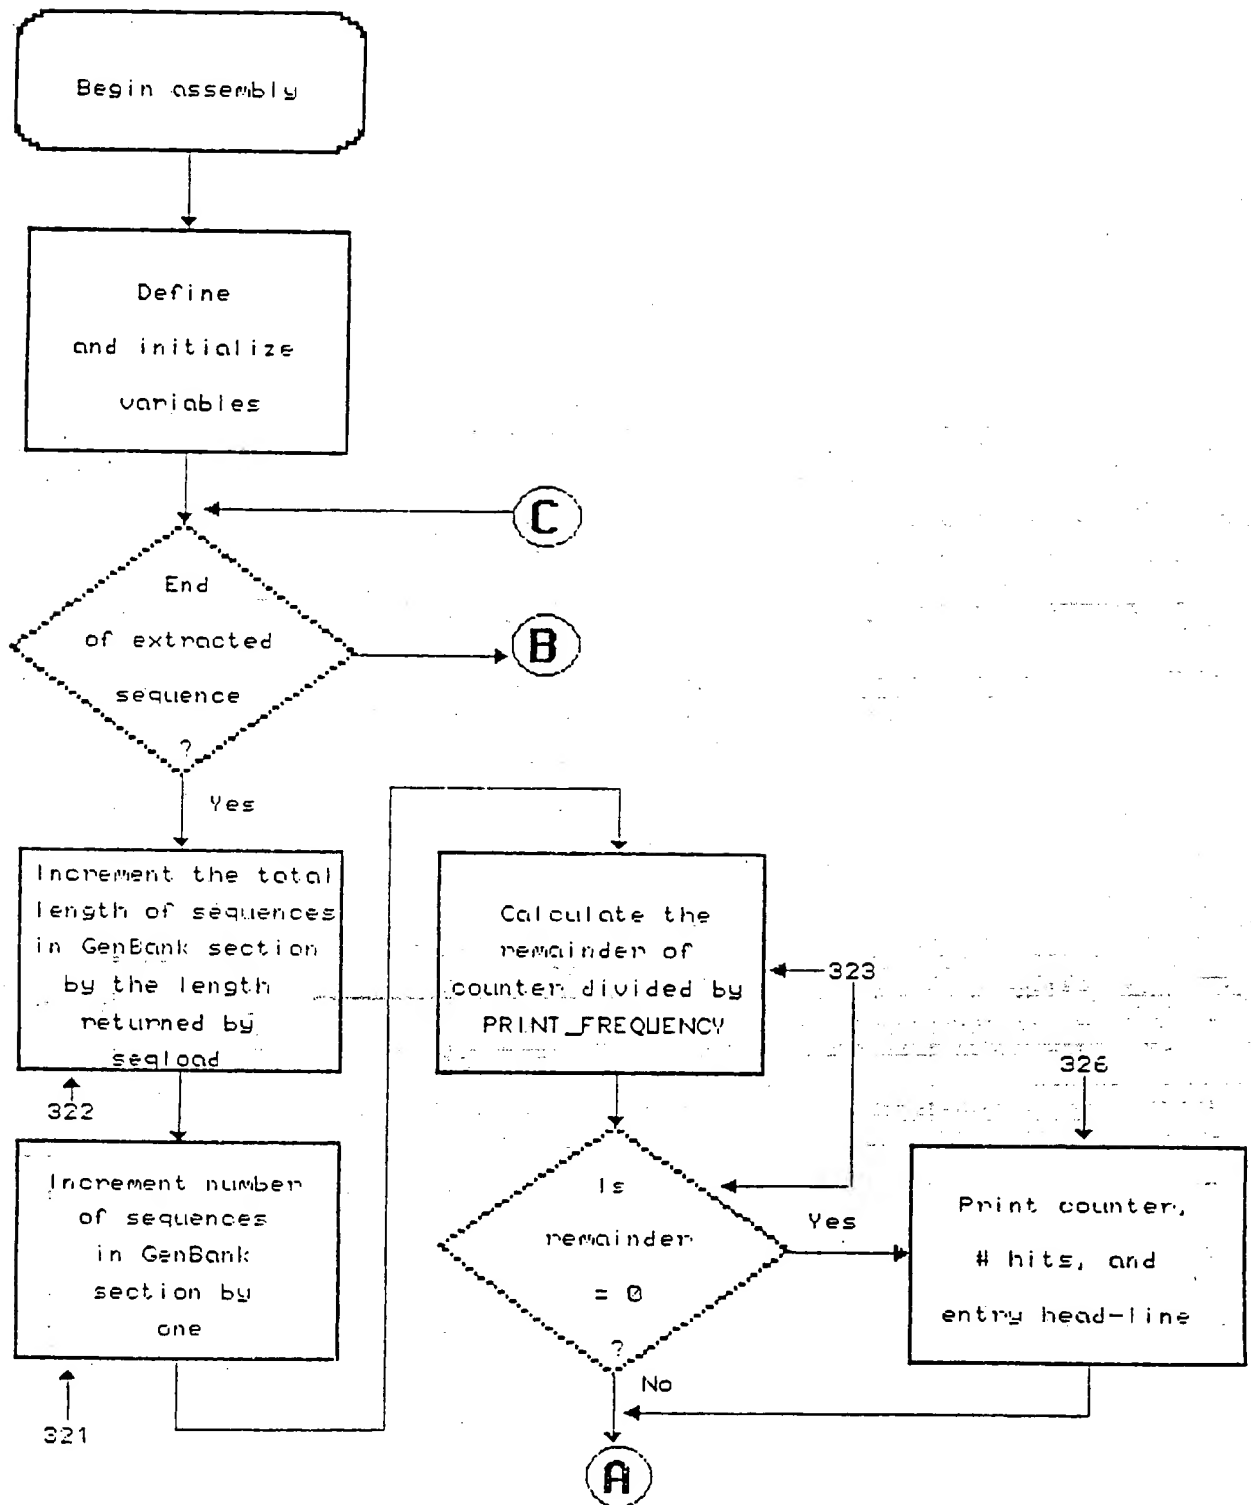 Begin assembly
Define
and initialize
variables
C
End
of extracted
sequence
?
B
Yes
Increment the total
length of sequences
in GenBank section
by the length
returned by
seqload
322
Increment number
of sequences
in GenBank
section by
one
321
Calculate the
remainder of
counter divided by
PRINT_FREQUENCY
323
Is
remainder
= 0
?
Yes
No
326
Print counter,
# hits, and
entry head-line
A